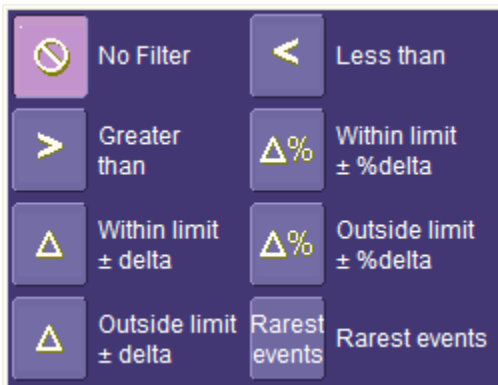 No Filter
< Less than
> Greater
than
Δ% Within limit
± %delta
Δ Within limit
± delta
Δ% Outside limit
± %delta
Δ Outside limit
± delta
Rarest
events
Rarest events